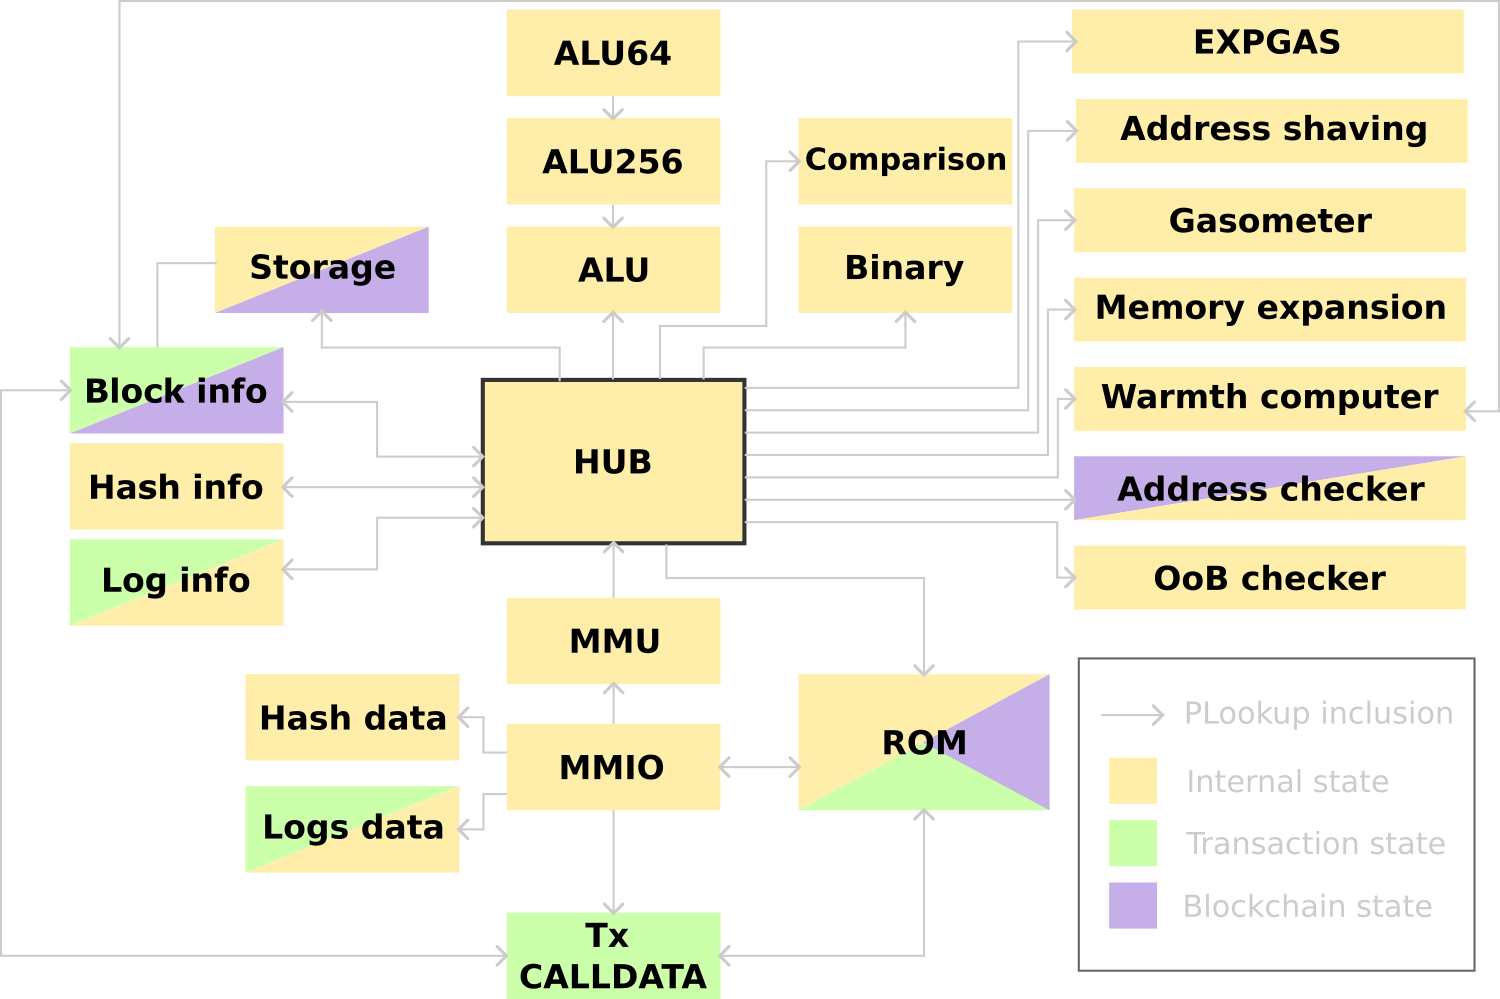 ALU64
EXPGAS
Address shaving
ALU256
Comparison
Gasometer
Storage
ALU
Binary
Memory expansion
Block info
Warmth computer
HUB
Hash info
Address checker
Log info
OoB checker
MMU
Hash data
MMIO
ROM
Logs data
Tx
CALLDATA
PLookup inclusion
Internal state
Transaction state
Blockchain state